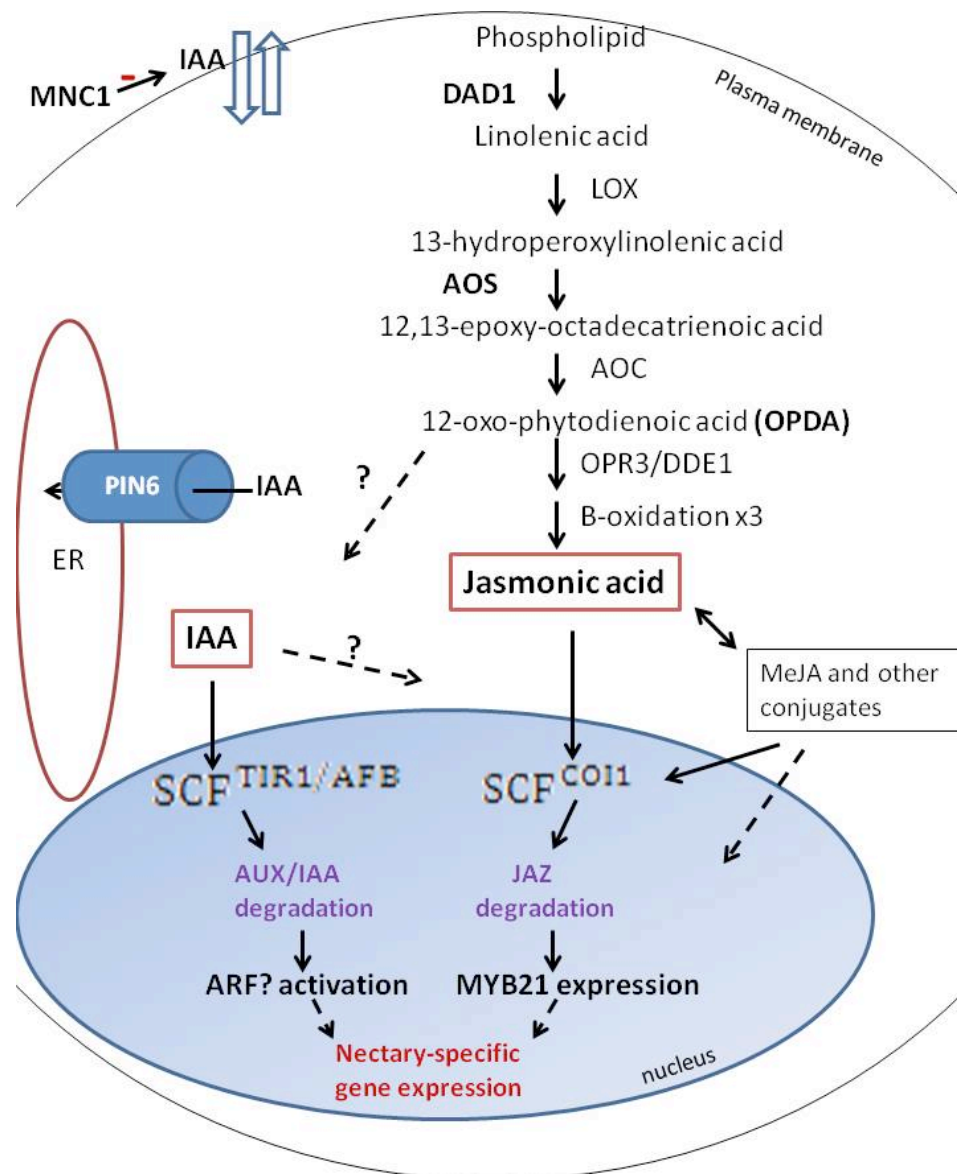 Phospholipid
IAA
-
MNC1
DAD1
Plasma membrane
Linolenic acid
LOX
13-hydroperoxylinolenic acid
AOS
12,13-epoxy-octadecatrienoic acid
AOC
12-oxo-phytodienoic acid (OPDA)
?
OPR3/DDE1
PIN6
IAA
B-oxidation x3
ER
Jasmonic acid
IAA
?
MeJA and other
conjugates
SCF TIR1/AFB
SCF COI1
AUX/IAA
degradation
JAZ
degradation
ARF? activation
MYB21 expression
Nectary-specific
gene expression
nucleus